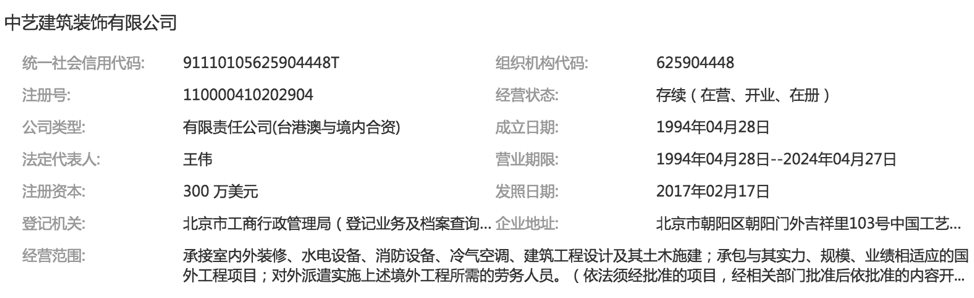 中艺建筑装饰有限公司
统一社会信用代码: 91110105625904448T 组织机构代码: 625904448
注册号: 110000410202904 经营状态: 存续（在营、开业、在册）
公司类型: 有限责任公司(台港澳与境内合资) 成立日期: 1994年04月28日
法定代表人: 王伟 营业期限: 1994年04月28日--2024年04月27日
注册资本: 300 万美元 发照日期: 2017年02月17日
登记机关: 北京市工商行政管理局（登记业务及档案查询... 企业地址: 北京市朝阳区朝阳门外吉祥里103号中国工艺...
经营范围: 承接室内外装修、水电设备、消防设备、冷气空调、建筑工程设计及其土木施建；承包与其实力、规模、业绩相适应的国
外工程项目；对外派遣实施上述境外工程所需的劳务人员。（依法须经批准的项目，经相关部门批准后依批准的内容开...